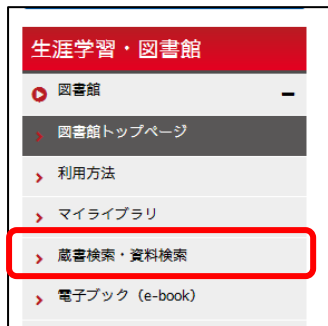 生涯学習・図書館
図書館
図書館トップページ
利用方法
マイライブラリ
蔵書検索・資料検索
電子ブック（e-book）